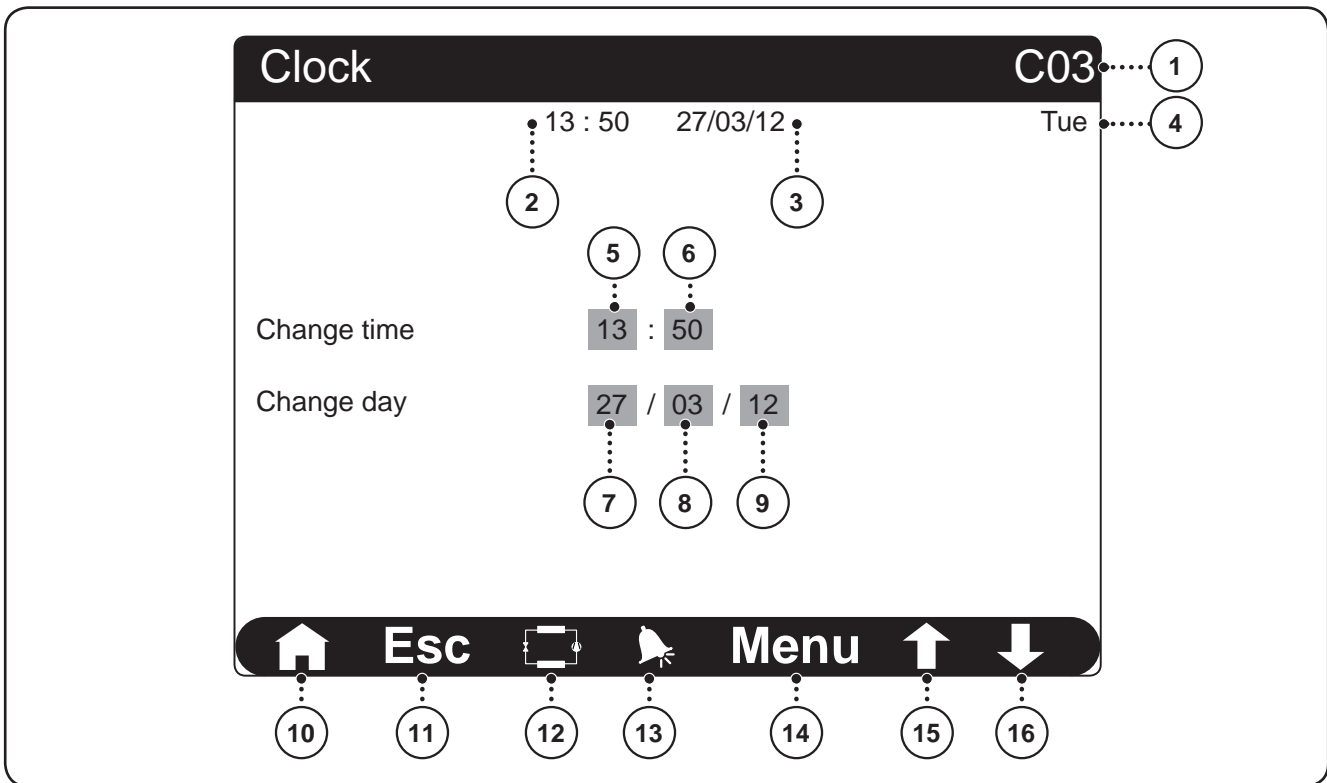 Clock C03 1
13 : 50 27/03/12 Tue 4
2 3
5 6
Change time 13 : 50
Change day 27 / 03 / 12
7 8 9
Esc Menu
10 11 12 13 14 15 16